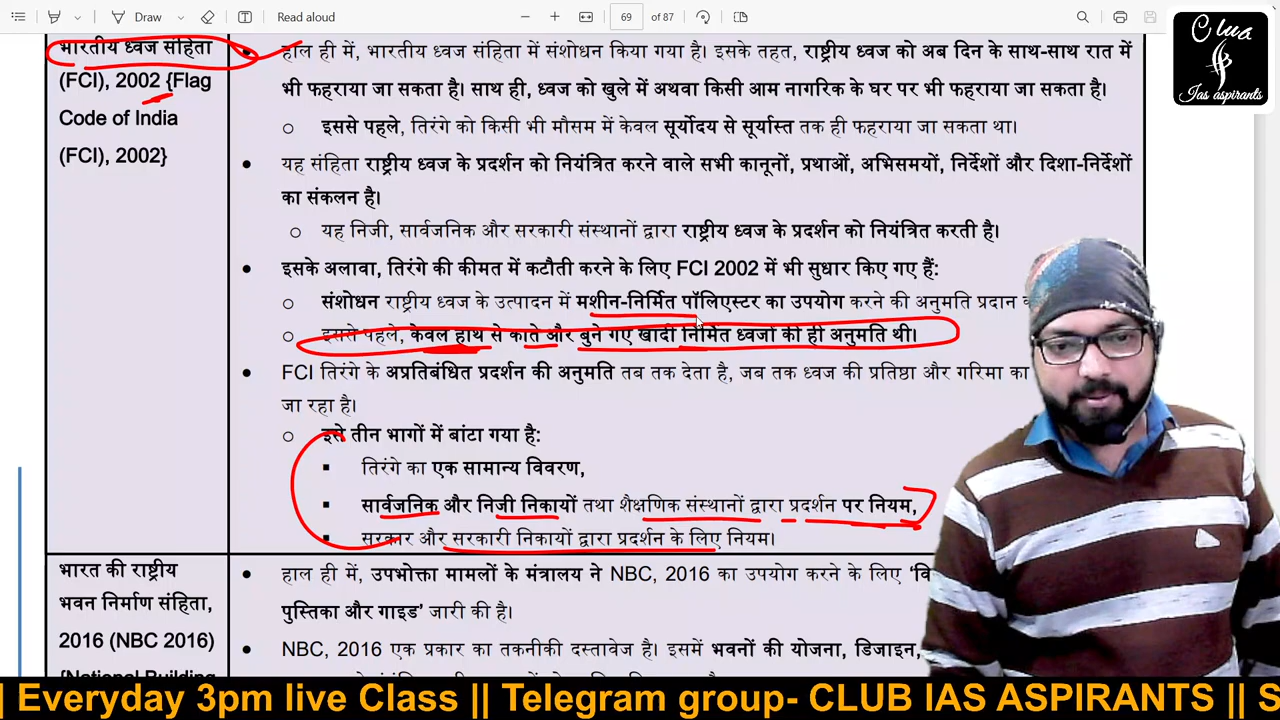 Draw
Read aloud
69 of 87
Club
Ias aspirants
भारतीय ध्वज संहिता
(FCI), 2002 {Flag
Code of India
(FCI), 2002}
हाल ही में, भारतीय ध्वज संहिता में संशोधन किया गया है। इसके तहत, राष्ट्रीय ध्वज को अब दिन के साथ-साथ रात में
भी फहराया जा सकता है। साथ ही, ध्वज को खुले में अथवा किसी आम नागरिक के घर पर भी फहराया जा सकता है।
इससे पहले, तिरंगे को किसी भी मौसम में केवल सूर्योदय से सूर्यास्त तक ही फहराया जा सकता था।
यह संहिता राष्ट्रीय ध्वज के प्रदर्शन को नियंत्रित करने वाले सभी कानूनों, प्रथाओं, अभिसमयों, निर्देशों और दिशा-निर्देशों
का संकलन है।
यह निजी, सार्वजनिक और सरकारी संस्थानों द्वारा राष्ट्रीय ध्वज के प्रदर्शन को नियंत्रित करती है।
इसके अलावा, तिरंगे की कीमत में कटौती करने के लिए FCI 2002 में भी सुधार किए गए हैं:
संशोधन राष्ट्रीय ध्वज के उत्पादन में मशीन-निर्मित पॉलिएस्टर का उपयोग करने की अनुमति प्रदान
इससे पहले, केवल हाथ से काते और बुने गए खादी निर्मित ध्वजों की ही अनुमति थी।
FCI तिरंगे के अप्रतिबंधित प्रदर्शन की अनुमति तब तक देता है, जब तक ध्वज की प्रतिष्ठा और गरिमा का
जा रहा है।
इसे तीन भागों में बांटा गया है:
तिरंगे का एक सामान्य विवरण,
सार्वजनिक और निजी निकायों तथा शैक्षणिक संस्थानों द्वारा प्रदर्शन पर नियम,
सरकार और सरकारी निकायों द्वारा प्रदर्शन के लिए नियम।
भारत की राष्ट्रीय
भवन निर्माण संहिता,
2016 (NBC 2016)
{National Building
हाल ही में, उपभोक्ता मामलों के मंत्रालय ने NBC, 2016 का उपयोग करने के लिए
पुस्तिका और गाइड’ जारी की है।
NBC, 2016 एक प्रकार का तकनीकी दस्तावेज है। इसमें भवनों की योजना, डिजाइन,
| Everyday 3pm live Class || Telegram group- CLUB IAS ASPIRANTS || S